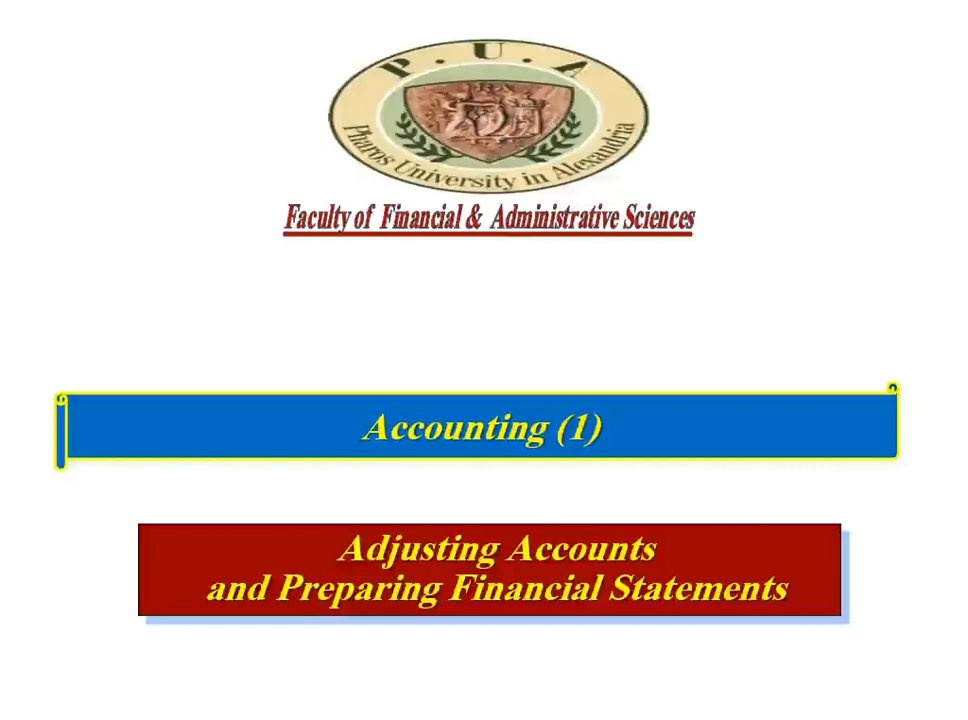 P.U.A
Pharos University in Alexandria
Faculty of Financial & Administrative Sciences
Accounting (1)
Adjusting Accounts
and Preparing Financial Statements